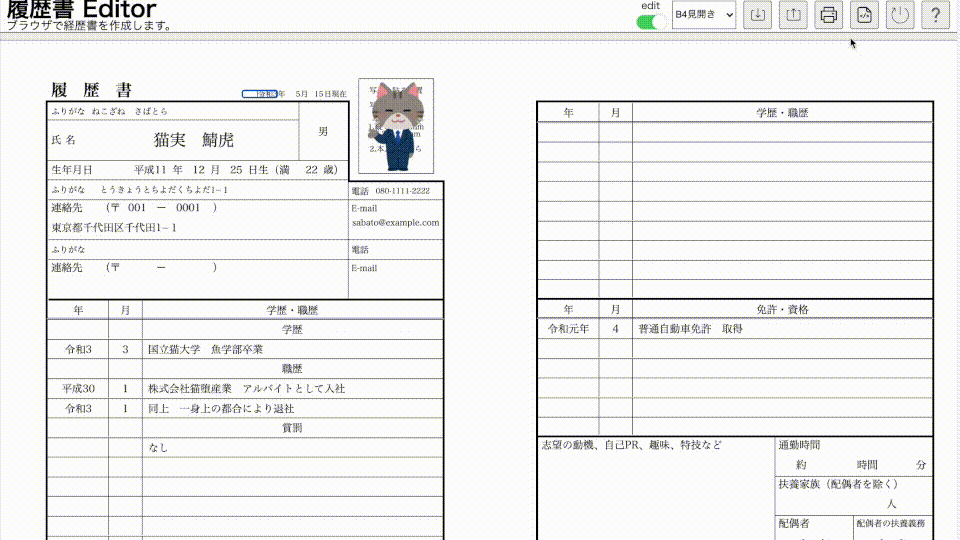 履歴書 Editor
ブラウザで経歴書を作成します。
edit
B4見開き
?
履 歴 書
令和3年 5月 15日現在
ふりがな ねこざね さばとら
氏 名 猫実 鯖虎
男
生年月日 平成11 年 12 月 25 日生（満 22 歳）
ふりがな とうきょうとちよだくちよだ1−1
電話 080-1111-2222
連絡先 （〒 001 ー 0001 ）
E-mail
sabato@example.com
東京都千代田区千代田1−1
ふりがな
電話
連絡先 （〒 ー ）
E-mail
年 月 学歴・職歴
学歴
令和3 3 国立猫大学 魚学部卒業
職歴
平成30 1 株式会社猫堕産業 アルバイトとして入社
令和3 1 同上 一身上の都合により退社
賞罰
なし
年 月 学歴・職歴
年 月 免許・資格
令和元年 4 普通自動車免許 取得
志望の動機、自己PR、趣味、特技など
通勤時間
約 時間 分
扶養家族（配偶者を除く）
人
配偶者
配偶者の扶養義務